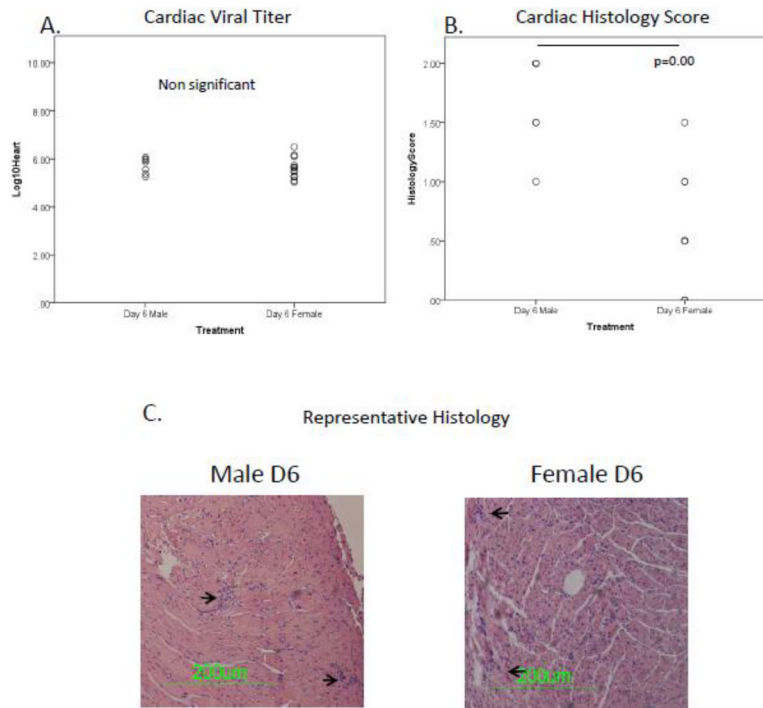 A.
Cardiac Viral Titer
10.00
8.00
6.00
4.00
2.00
.00
Log10Heart
Non significant
Day 6 Male
Day 6 Female
Treatment
B.
Cardiac Histology Score
2.00
1.50
1.00
.50
.00
HistologyScore
p=0.00
Day 6 Male
Day 6 Female
Treatment
C.
Representative Histology
Male D6
Female D6
200um
200um